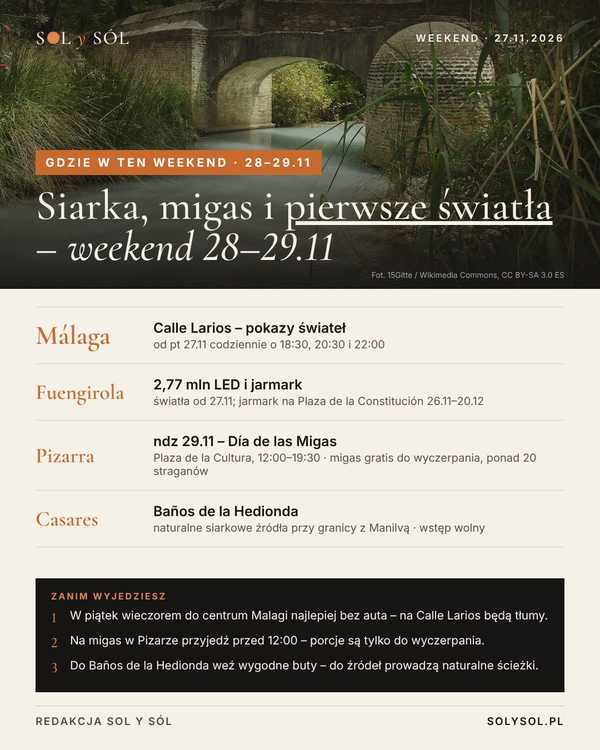 SOL y SÓL
WEEKEND · 27.11.2026
GDZIE W TEN WEEKEND · 28–29.11
Siarka, migas i pierwsze światła
– weekend 28–29.11
Fot. 15Gitte / Wikimedia Commons, CC BY-SA 3.0 ES
Málaga
Calle Larios – pokazy świateł
od pt 27.11 codziennie o 18:30, 20:30 i 22:00
Fuengirola
2,77 mln LED i jarmark
światła od 27.11; jarmark na Plaza de la Constitución 26.11–20.12
Pizarra
ndz 29.11 – Día de las Migas
Plaza de la Cultura, 12:00–19:30 · migas gratis do wyczerpania, ponad 20
straganów
Casares
Baños de la Hedionda
naturalne siarkowe źródła przy granicy z Manilvą · wstęp wolny
ZANIM WYJEDZIESZ
1 W piątek wieczorem do centrum Malagi najlepiej bez auta – na Calle Larios będą tłumy.
2 Na migas w Pizarze przyjedź przed 12:00 – porcje są tylko do wyczerpania.
3 Do Baños de la Hedionda weź wygodne buty – do źródeł prowadzą naturalne ścieżki.
REDAKCJA SOL Y SÓL
SOLYSOL.PL